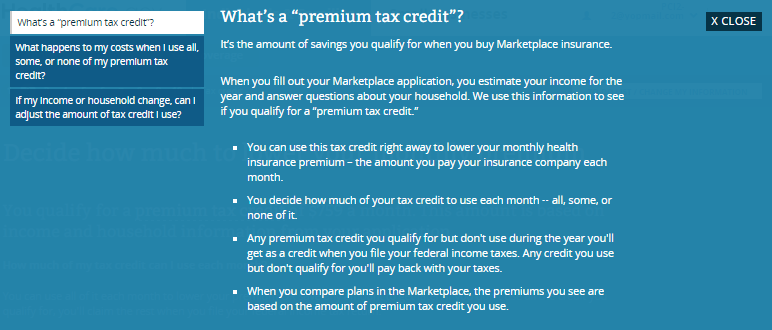 What's a “premium tax credit”?
What happens to my costs when I use all,
some, or none of my premium tax
credit?
If my income or household change, can I
adjust the amount of tax credit I use?
What's a “premium tax credit”?
X CLOSE
It's the amount of savings you qualify for when you buy Marketplace insurance.
When you fill out your Marketplace application, you estimate your income for the
year and answer questions about your household. We use this information to see
if you qualify for a “premium tax credit.”
You can use this tax credit right away to lower your monthly health
insurance premium – the amount you pay your insurance company each
month.
You decide how much of your tax credit to use each month -- all, some, or
none of it.
Any premium tax credit you qualify for but don't use during the year you'll
get as a credit when you file your federal income taxes. Any credit you use
but don't qualify for you'll pay back with your taxes.
When you compare plans in the Marketplace, the premiums you see are
based on the amount of premium tax credit you use.
Decide how much to
You qualify for a premium tax